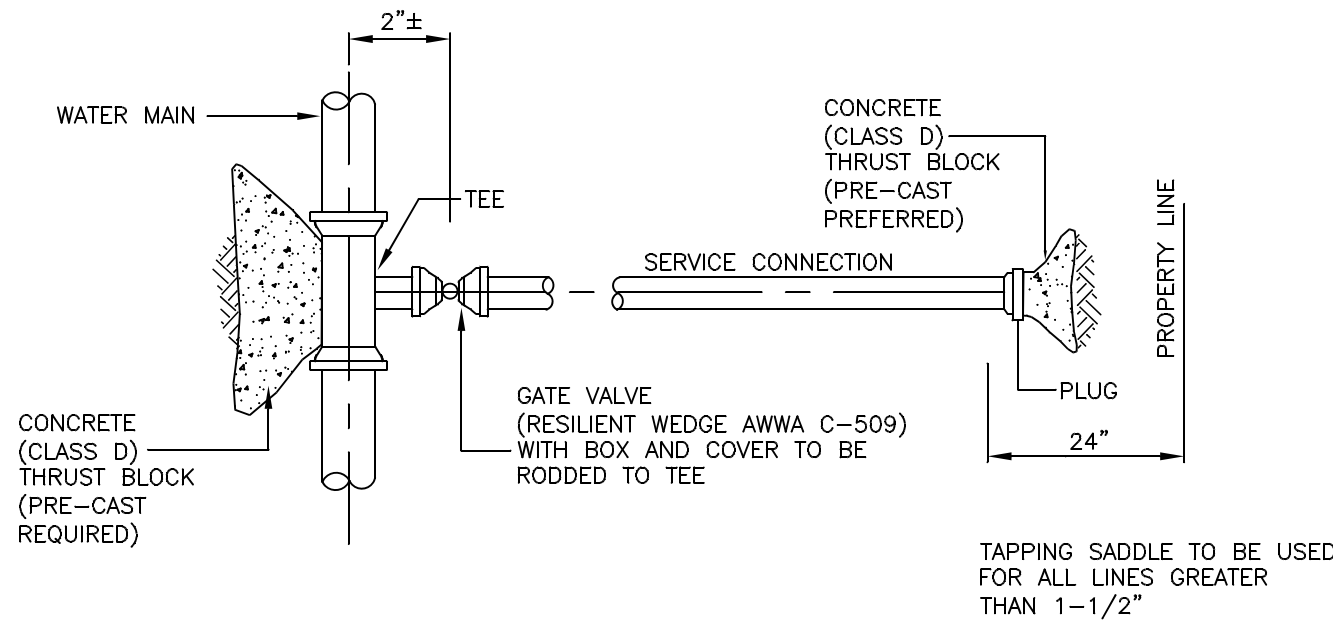 2”±
WATER MAIN
CONCRETE
(CLASS D)
THRUST BLOCK
(PRE-CAST
PREFERRED)
TEE
PROPERTY LINE
SERVICE CONNECTION
PLUG
GATE VALVE
(RESILIENT WEDGE AWWA C-509)
WITH BOX AND COVER TO BE
RODDED TO TEE
CONCRETE
(CLASS D)
THRUST BLOCK
(PRE-CAST
REQUIRED)
24”
TAPPING SADDLE TO BE USED
FOR ALL LINES GREATER
THAN 1-1/2”